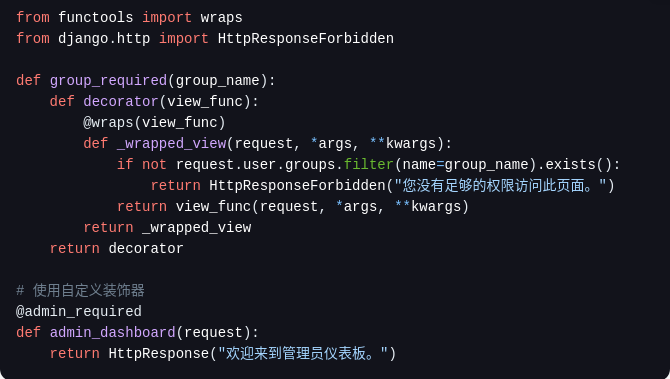 from functools import wraps
from django.http import HttpResponseForbidden

def group_required(group_name):
    def decorator(view_func):
        @wraps(view_func)
        def _wrapped_view(request, *args, **kwargs):
            if not request.user.groups.filter(name=group_name).exists():
                return HttpResponseForbidden("您没有足够的权限访问此页面。")
            return view_func(request, *args, **kwargs)
        return _wrapped_view
    return decorator

# 使用自定义装饰器
@admin_required
def admin_dashboard(request):
    return HttpResponse("欢迎来到管理员仪表板。")